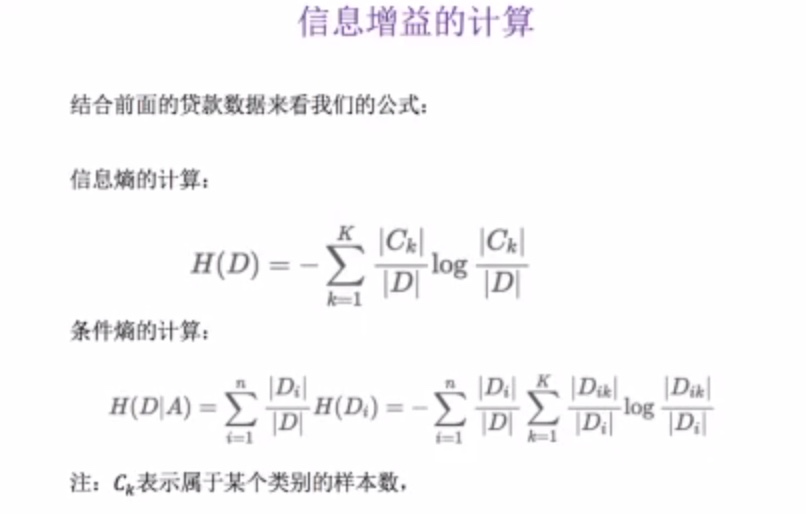 信息增益的计算
结合前面的贷款数据来看我们的公式：
信息熵的计算：
$H(D) = -\sum_{k=1}^{K} \frac{|C_k|}{|D|} \log \frac{|C_k|}{|D|}$
条件熵的计算：
$H(D|A) = \sum_{i=1}^{n} \frac{|D_i|}{|D|} H(D_i) = -\sum_{i=1}^{n} \frac{|D_i|}{|D|} \sum_{k=1}^{K} \frac{|D_{ik}|}{|D_i|} \log \frac{|D_{ik}|}{|D_i|}$
注：$C_k$表示属于某个类别的样本数，